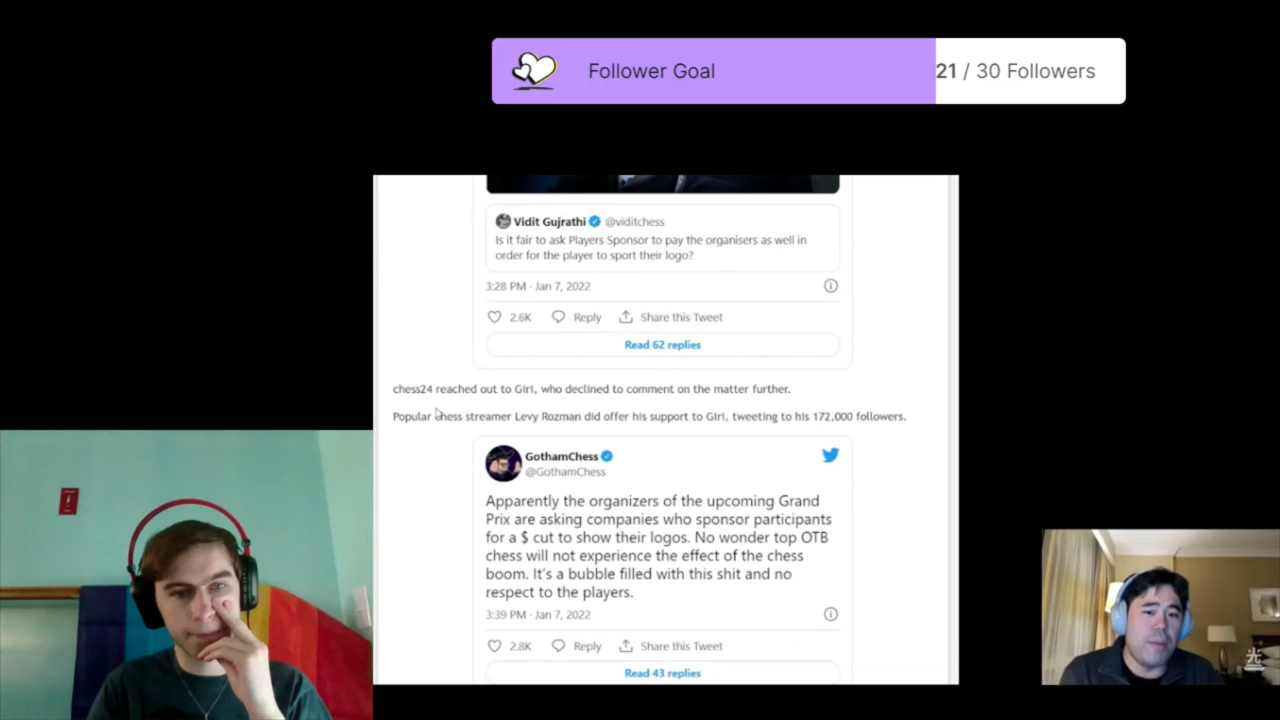 Follower Goal
21 / 30 Followers
Vidit Gujrathi @viditchess
Is it fair to ask Players Sponsor to pay the organisers as well in
order for the player to sport their logo?
3:28 PM · Jan 7, 2022
2.6K Reply Share this Tweet
Read 62 replies
chess24 reached out to Giri, who declined to comment on the matter further.
Popular chess streamer Levy Rozman did offer his support to Giri, tweeting to his 172,000 followers.
GothamChess
@GothamChess
Apparently the organizers of the upcoming Grand
Prix are asking companies who sponsor participants
for a $ cut to show their logos. No wonder top OTB
chess will not experience the effect of the chess
boom. It's a bubble filled with this shit and no
respect to the players.
3:39 PM · Jan 7, 2022
2.8K Reply Share this Tweet
Read 43 replies
光